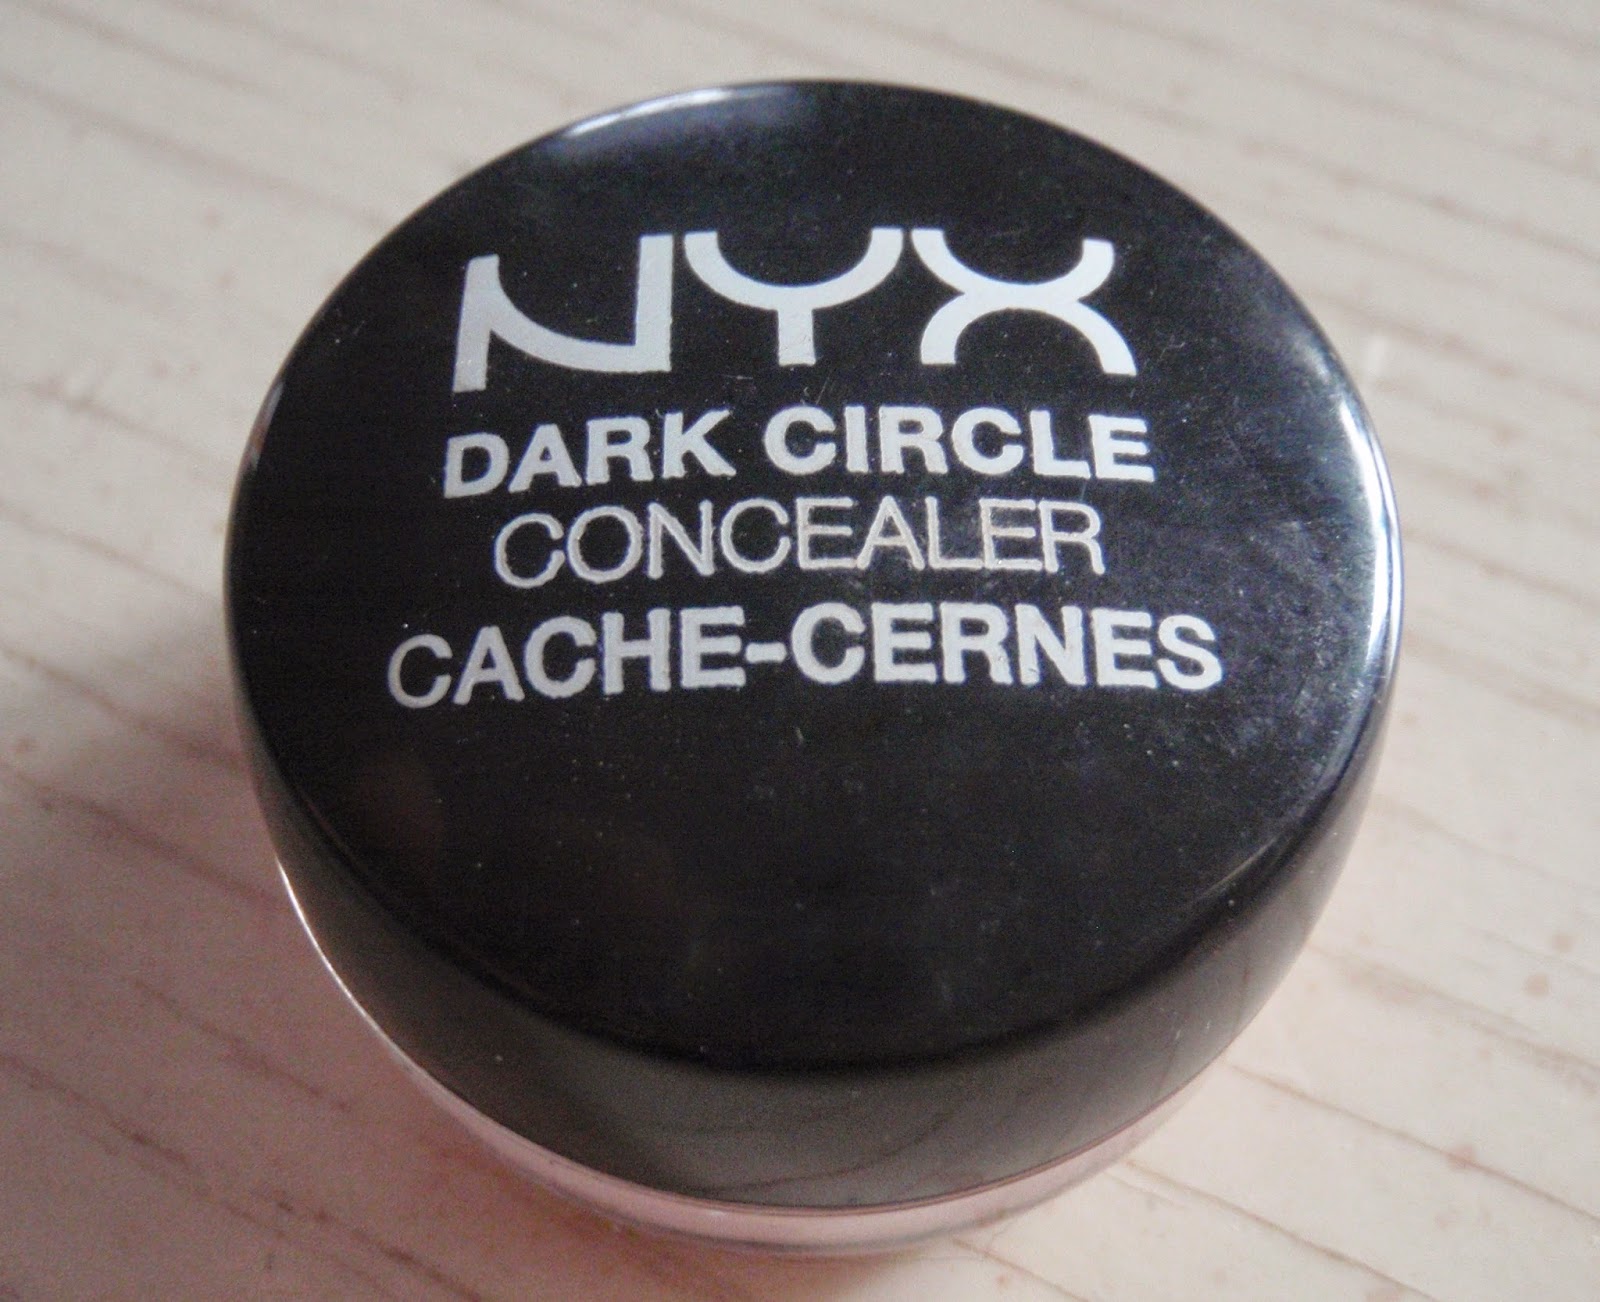 NYX
DARK CIRCLE
CONCEALER
CACHE-CERNES